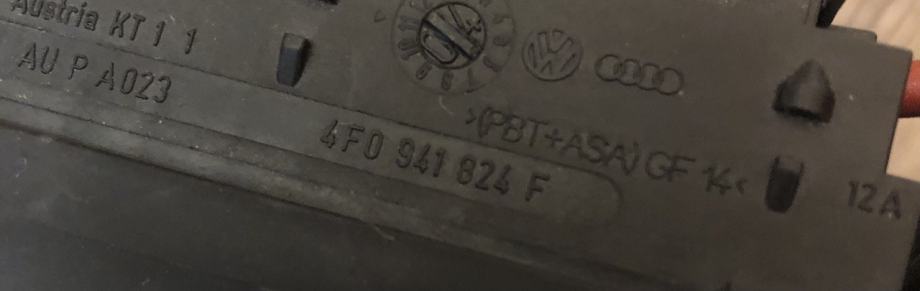 Austria KT 1 1
AU P A023
>(PBT+ASA) GF 14<
4F0 941 824 F
12A